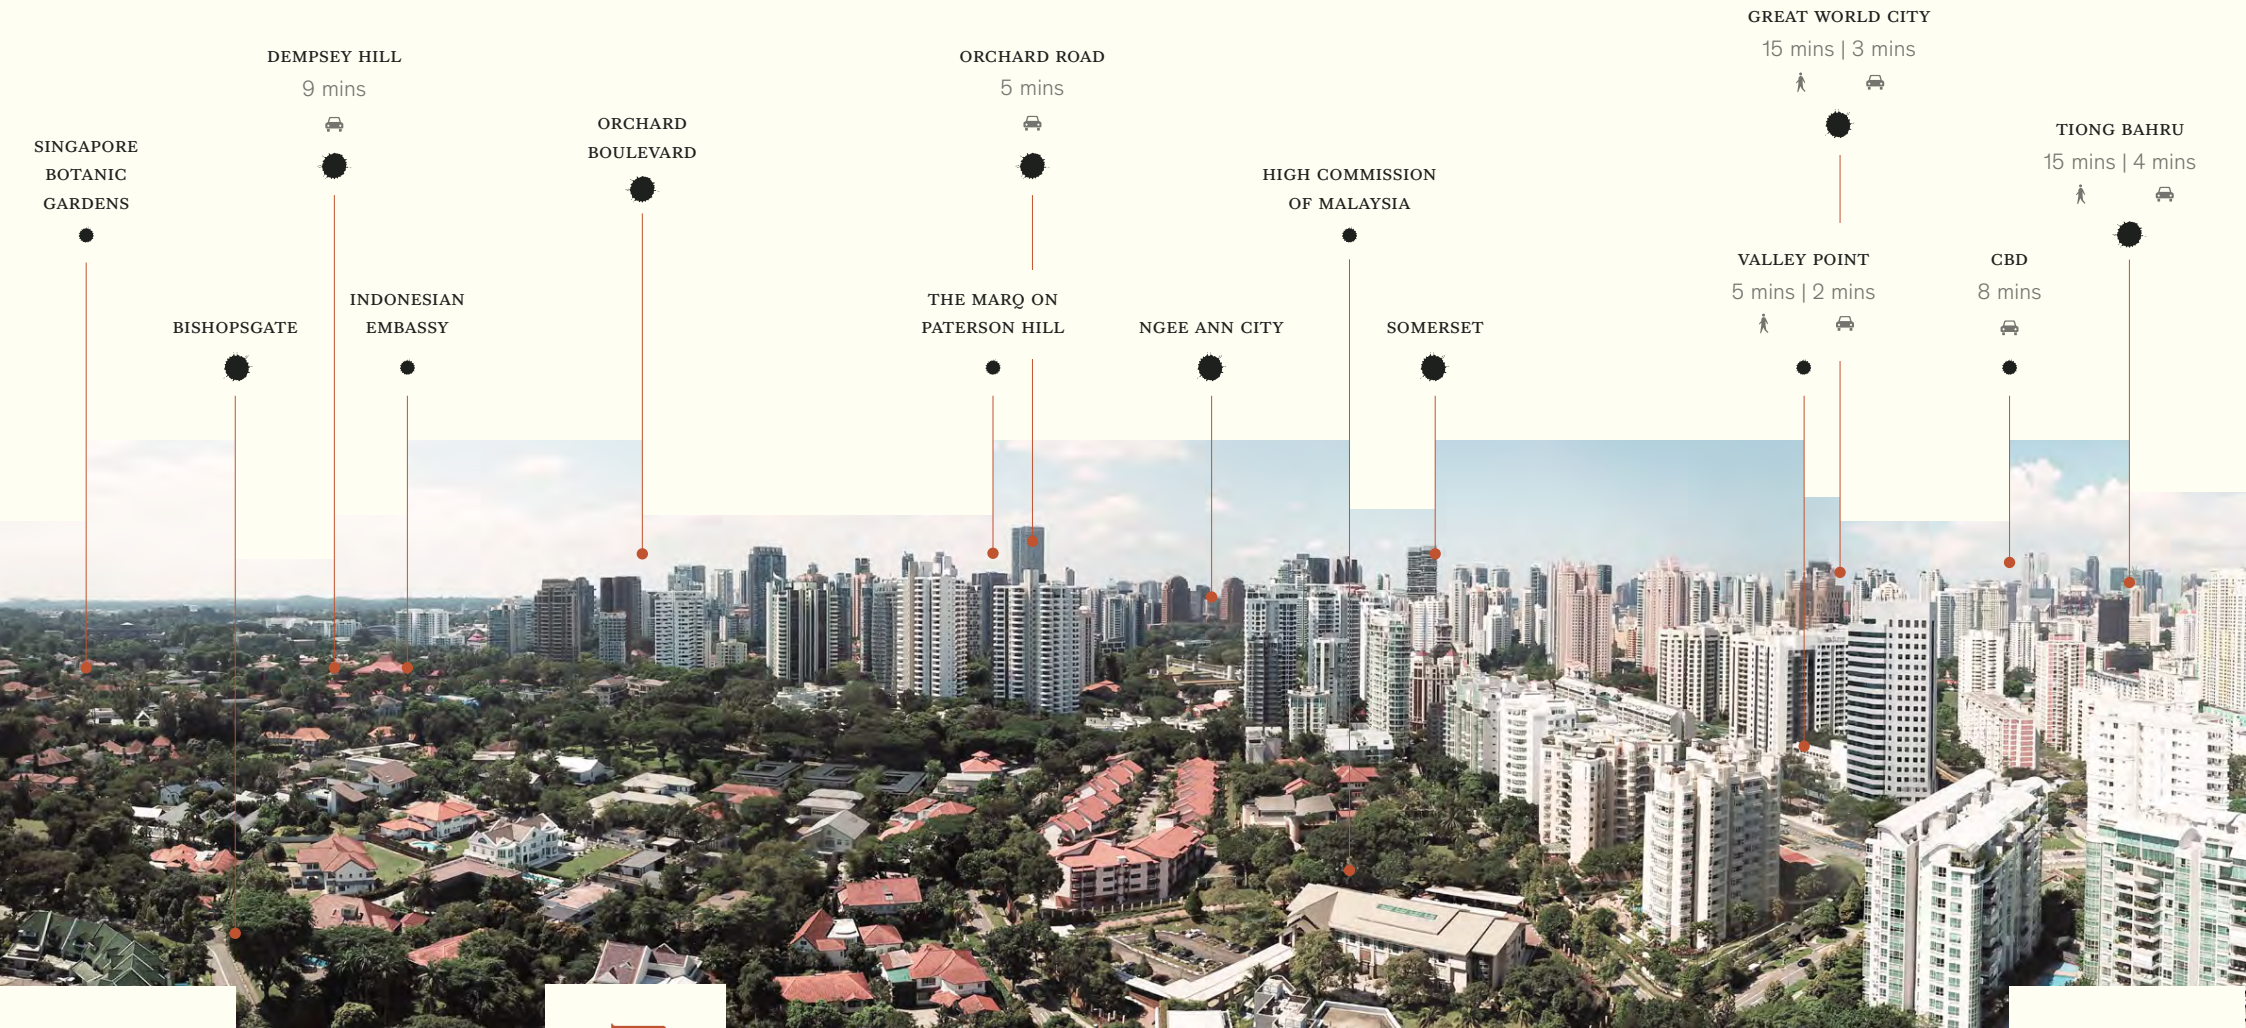 SINGAPORE
BOTANIC
GARDENS
BISHOPSGATE
DEMPSEY HILL
9 mins
INDONESIAN
EMBASSY
ORCHARD
BOULEVARD
THE MARQ ON
PATERSON HILL
ORCHARD ROAD
5 mins
NGEE ANN CITY
HIGH COMMISSION
OF MALAYSIA
SOMERSET
VALLEY POINT
5 mins | 2 mins
GREAT WORLD CITY
15 mins | 3 mins
CBD
8 mins
TIONG BAHRU
15 mins | 4 mins